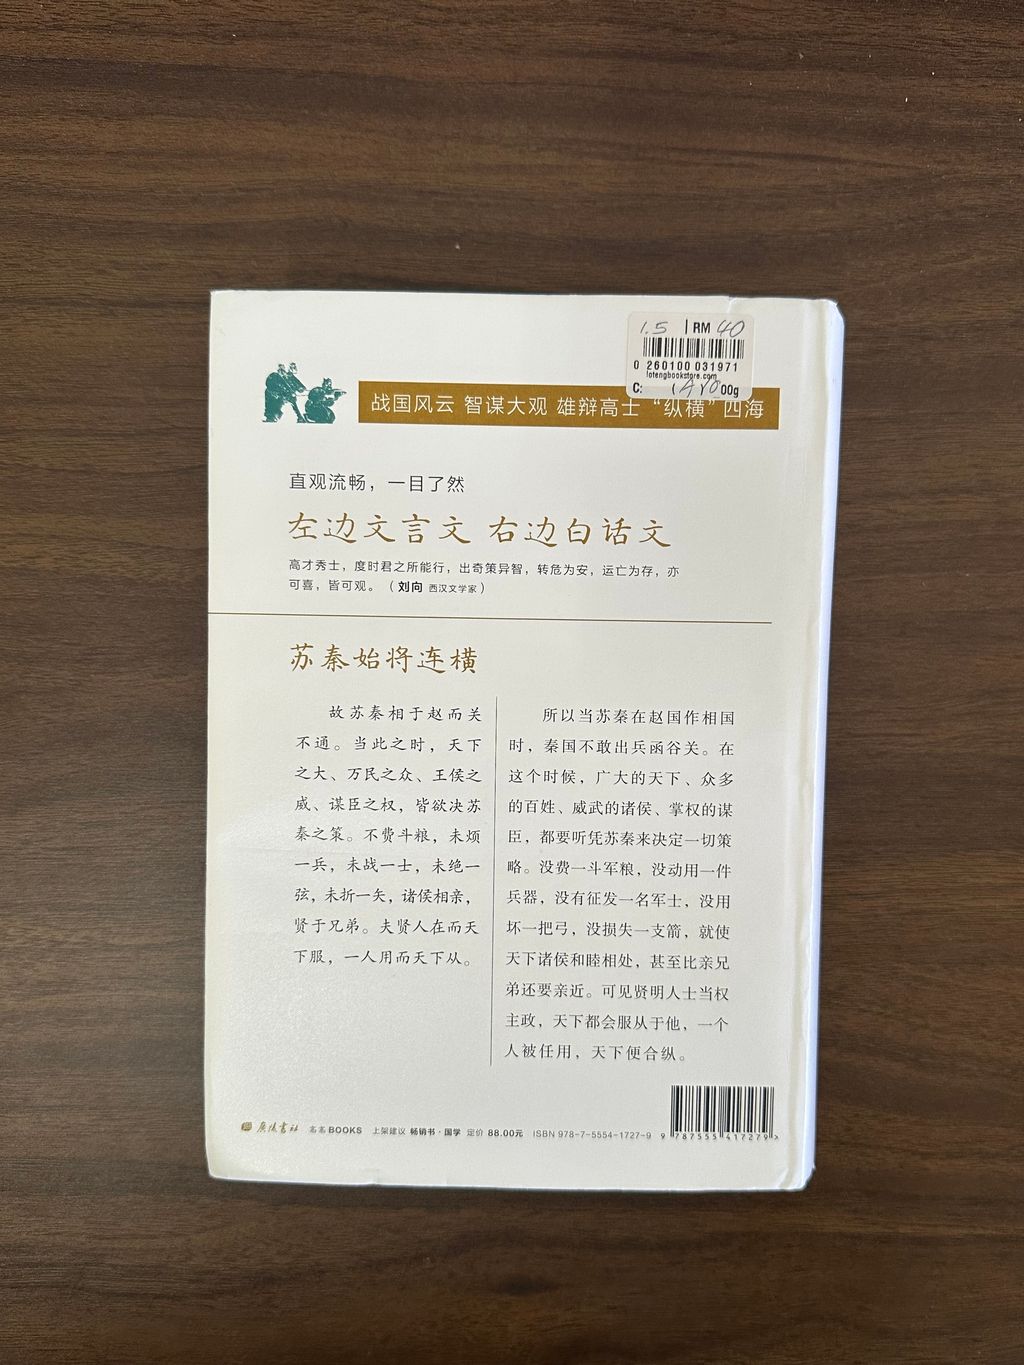 1.5 | RM 40
0 260100 031971
lotengbookstore.com
C: 00g
战国风云 智谋大观 雄辩高士 “纵横”四海
直观流畅，一目了然
左边文言文 右边白话文
高才秀士，度时君之所能行，出奇策异智，转危为安，运亡为存，亦
可喜，皆可观。（刘向 西汉文学家）
苏秦始将连横
故苏秦相于赵而关
不通。当此之时，天下
之大、万民之众、王侯之
威、谋臣之权，皆欲决苏
秦之策。不费斗粮，未烦
一兵，未战一士，未绝一
弦，未折一矢，诸侯相亲，
贤于兄弟。夫贤人在而天
下服，一人用而天下从。
所以当苏秦在赵国作相国
时，秦国不敢出兵函谷关。在
这个时候，广大的天下、众多
的百姓、威武的诸侯、掌权的谋
臣，都要听凭苏秦来决定一切策
略。没费一斗军粮，没动用一件
兵器，没有征发一名军士，没用
坏一把弓，没损失一支箭，就使
天下诸侯和睦相处，甚至比亲兄
弟还要亲近。可见贤明人士当权
主政，天下都会服从于他，一个
人被任用，天下便合纵。
广陵书社 名名BOOKS 上架建议 畅销书·国学 定价 88.00元 ISBN 978-7-5554-1727-9
9 787555 417279 >